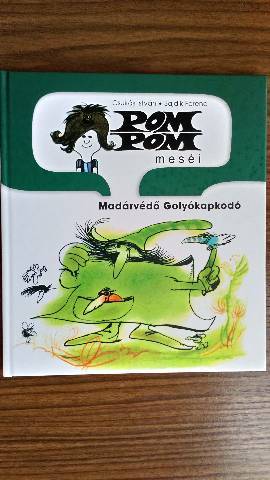 Csukás István • Sajdik Ferenc
POM
POM
meséi
Madárvédő Golyókapkodó